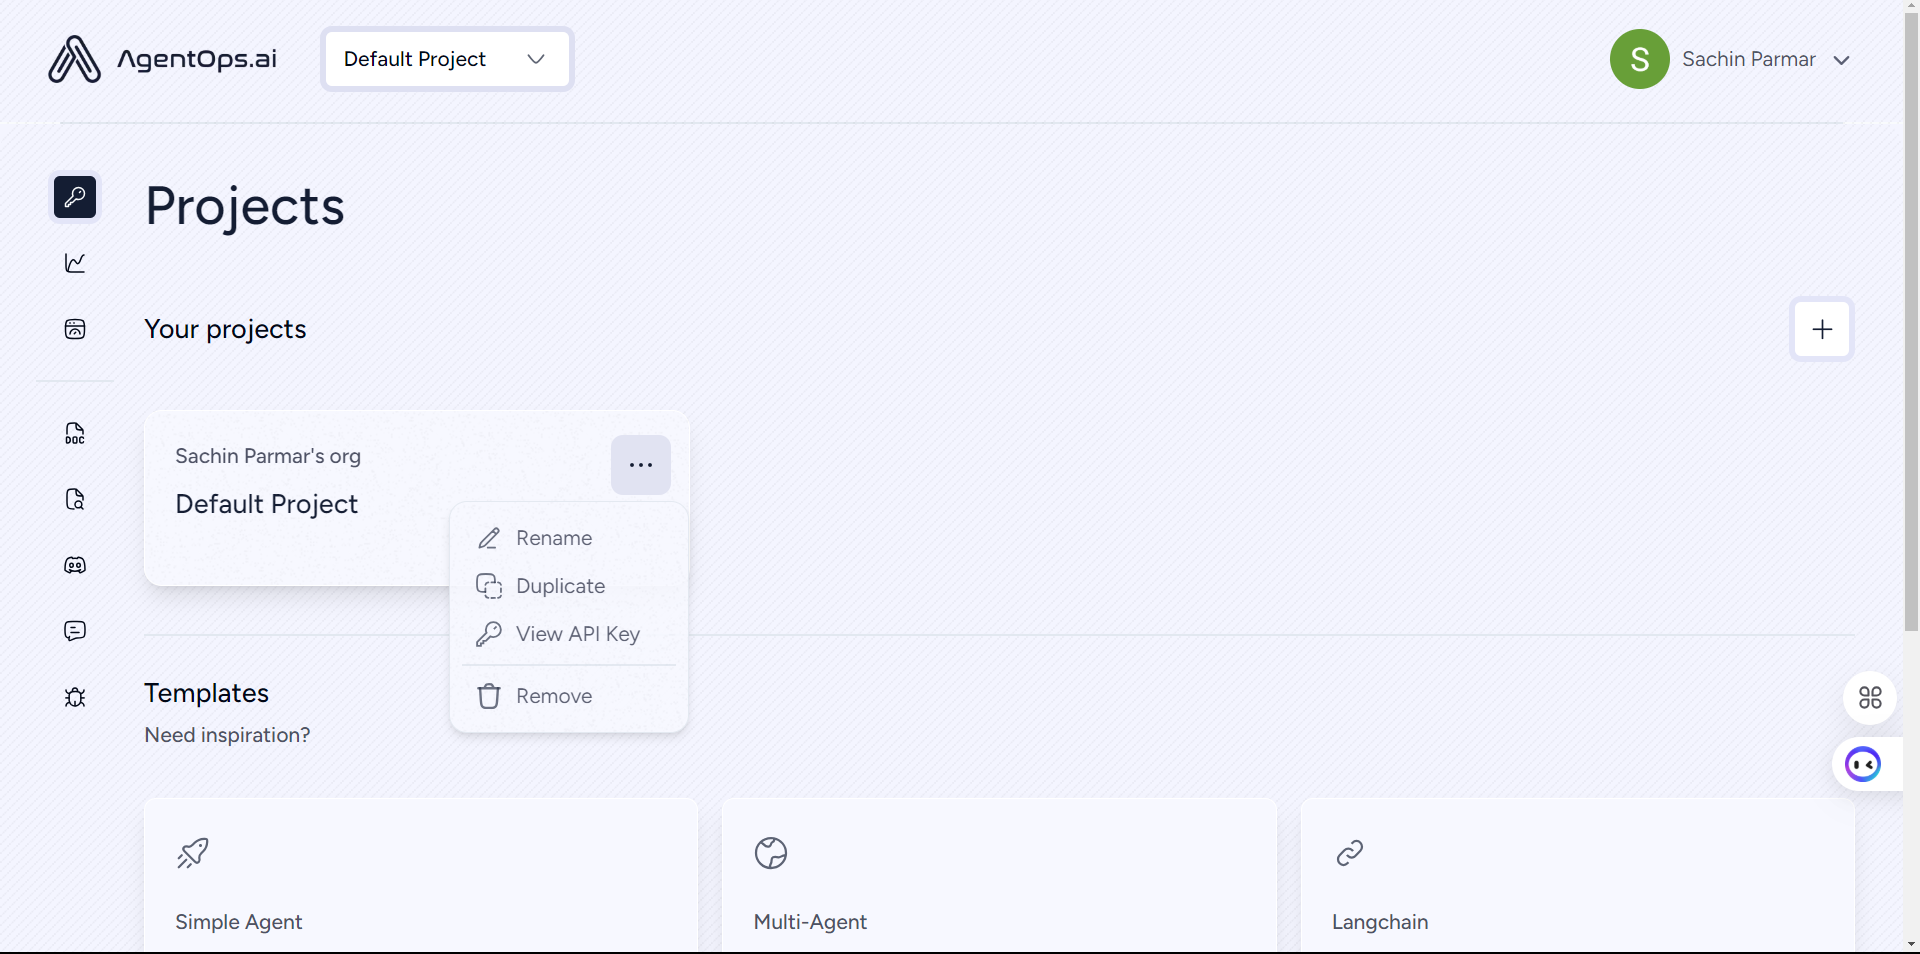 AgentOps.ai
Default Project
S
Sachin Parmar
Projects
Your projects
Sachin Parmar's org
Default Project
Rename
Duplicate
View API Key
Remove
DOC
Templates
Need inspiration?
Simple Agent
Multi-Agent
Langchain